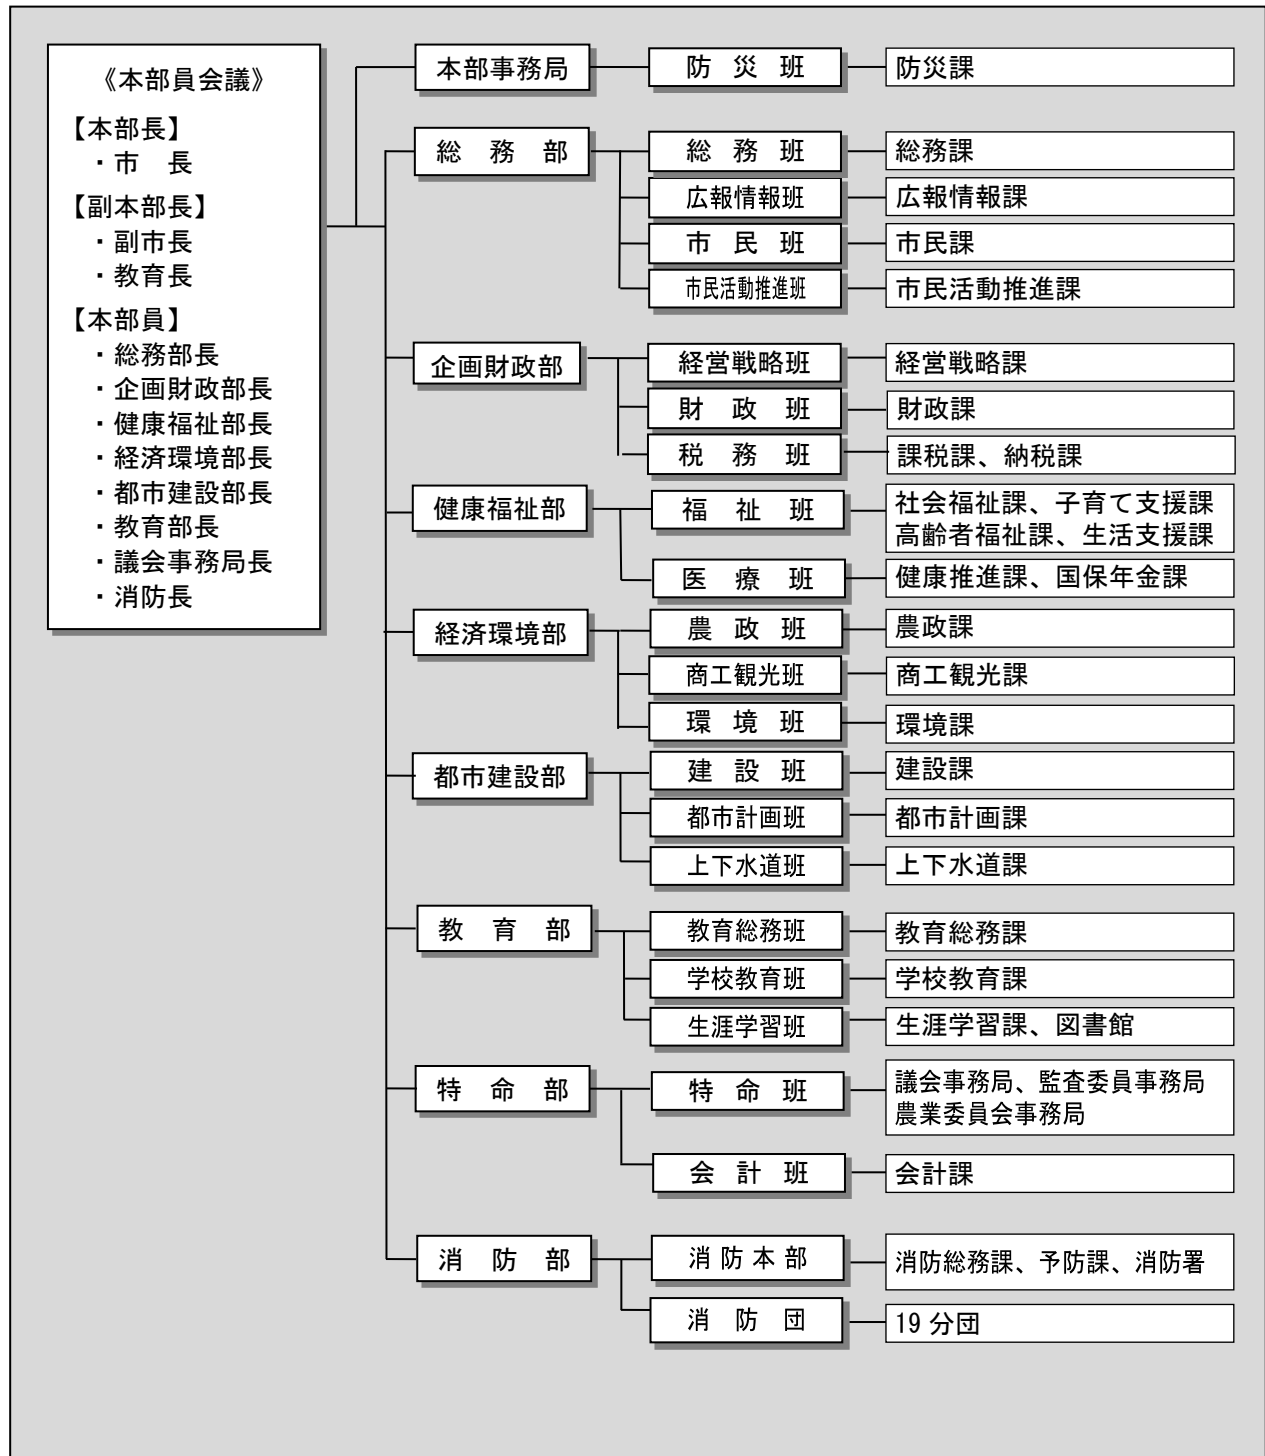 《本部員会議》
【本部長】
・市　長
【副本部長】
・副市長
・教育長
【本部員】
・総務部長
・企画財政部長
・健康福祉部長
・経済環境部長
・都市建設部長
・教育部長
・議会事務局長
・消防長
本部事務局
防　災　班
防災課
総　務　部
総　務　班
総務課
広報情報班
広報情報課
市　民　班
市民課
市民活動推進班
市民活動推進課
企画財政部
経営戦略班
経営戦略課
財　政　班
財政課
税　務　班
課税課、納税課
健康福祉部
福　祉　班
社会福祉課、子育て支援課
高齢者福祉課、生活支援課
医　療　班
健康推進課、国保年金課
経済環境部
農　政　班
農政課
商工観光班
商工観光課
環　境　班
環境課
都市建設部
建　設　班
建設課
都市計画班
都市計画課
上下水道班
上下水道課
教　育　部
教育総務班
教育総務課
学校教育班
学校教育課
生涯学習班
生涯学習課、図書館
特　命　部
特　命　班
議会事務局、監査委員事務局
農業委員会事務局
会　計　班
会計課
消　防　部
消 防 本 部
消防総務課、予防課、消防署
消　防　団
19 分団